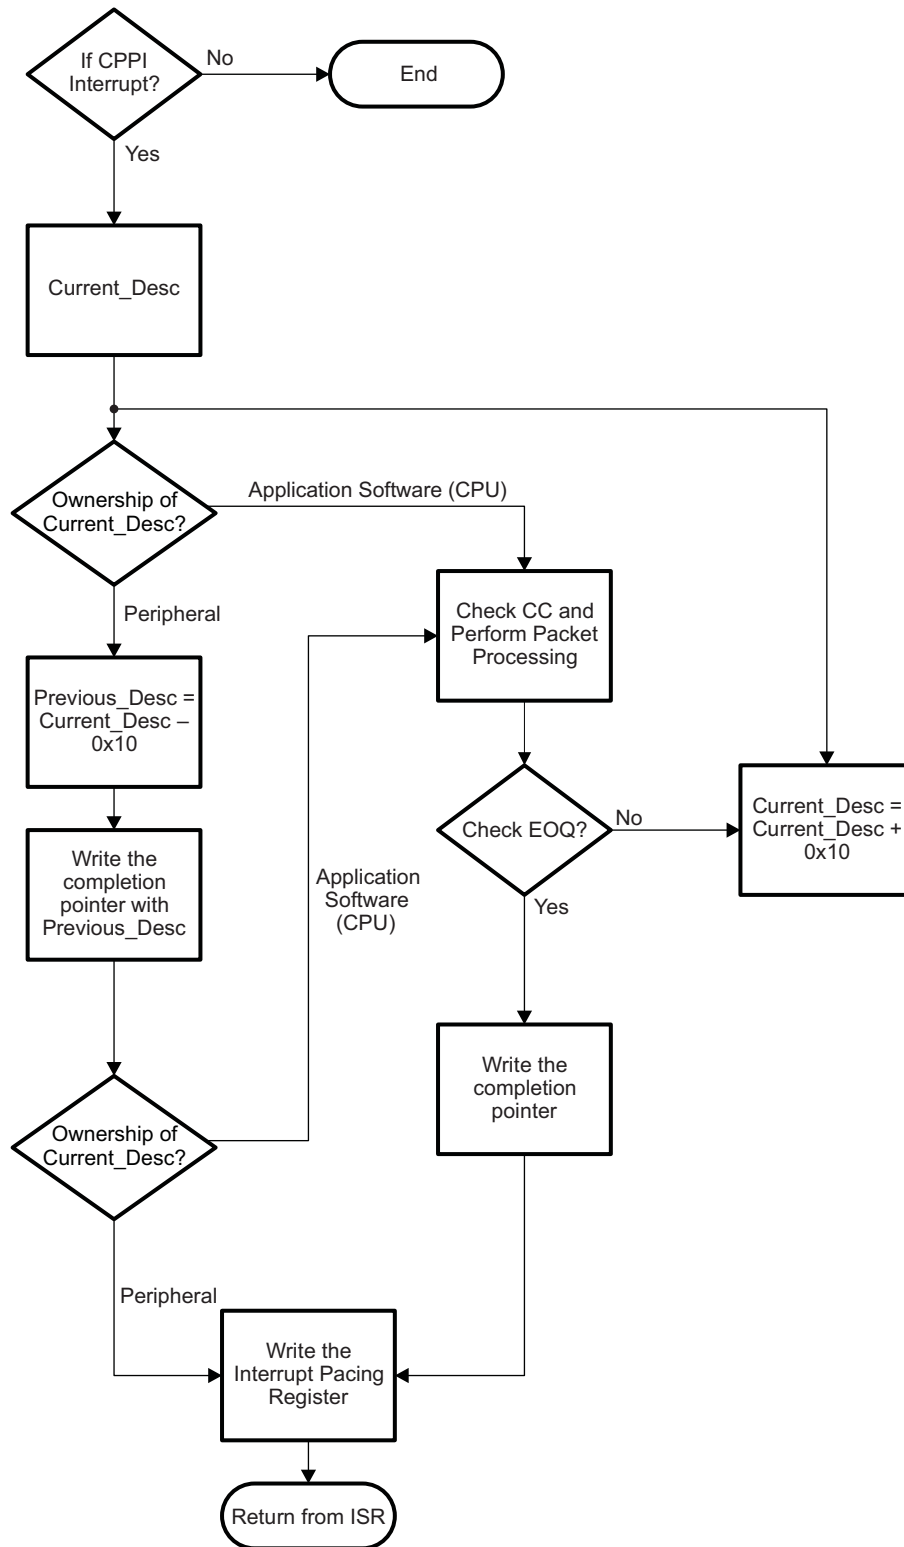 If CPPI
Interrupt?
No
End
Yes
Current_Desc
Ownership of
Current_Desc?
Application Software (CPU)
Peripheral
Check CC and
Perform Packet
Processing
Previous_Desc =
Current_Desc –
0x10
Check EOQ?
No
Current_Desc =
Current_Desc +
0x10
Write the
completion
pointer with
Previous_Desc
Application
Software
(CPU)
Yes
Write the
completion
pointer
Ownership of
Current_Desc?
Peripheral
Write the
Interrupt Pacing
Register
Return from ISR